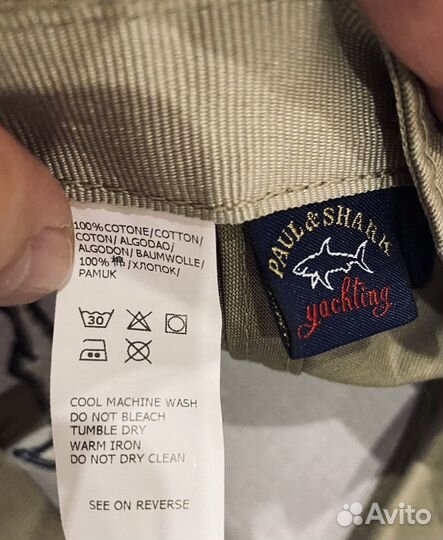 100%COTONE/COTTON/
COTON/ALGODAO/
ALGODON/BAUMWOLLE/
100%棉/ХЛОПОК/
PAMUK
30
COOL MACHINE WASH
DO NOT BLEACH
TUMBLE DRY
WARM IRON
DO NOT DRY CLEAN
SEE ON REVERSE
PAUL & SHARK
yachting
Avito